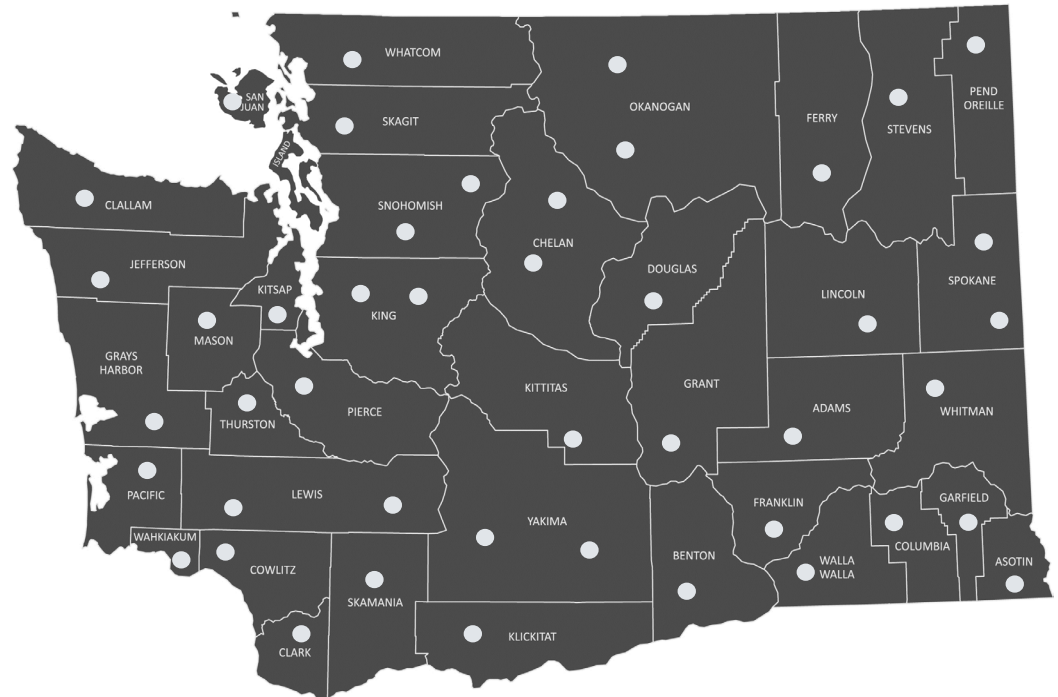 WHATCOM
SAN
JUAN
SKAGIT
ISLAND
OKANOGAN
FERRY
STEVENS
PEND
OREILLE
CLALLAM
SNOHOMISH
CHELAN
JEFFERSON
KITSAP
KING
DOUGLAS
LINCOLN
SPOKANE
MASON
GRAYS
HARBOR
KITTITAS
GRANT
THURSTON
PIERCE
ADAMS
WHITMAN
PACIFIC
LEWIS
YAKIMA
FRANKLIN
GARFIELD
WAHKIAKUM
COWLITZ
SKAMANIA
BENTON
WALLA
WALLA
COLUMBIA
ASOTIN
CLARK
KLICKITAT